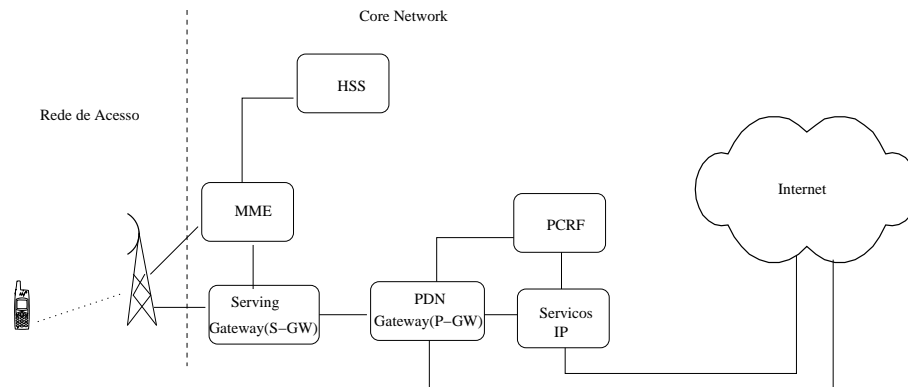 Core Network
HSS
Rede de Acesso
MME
Internet
PCRF
Serving
Gateway(S−GW)
PDN
Gateway(P−GW)
Servicos
IP